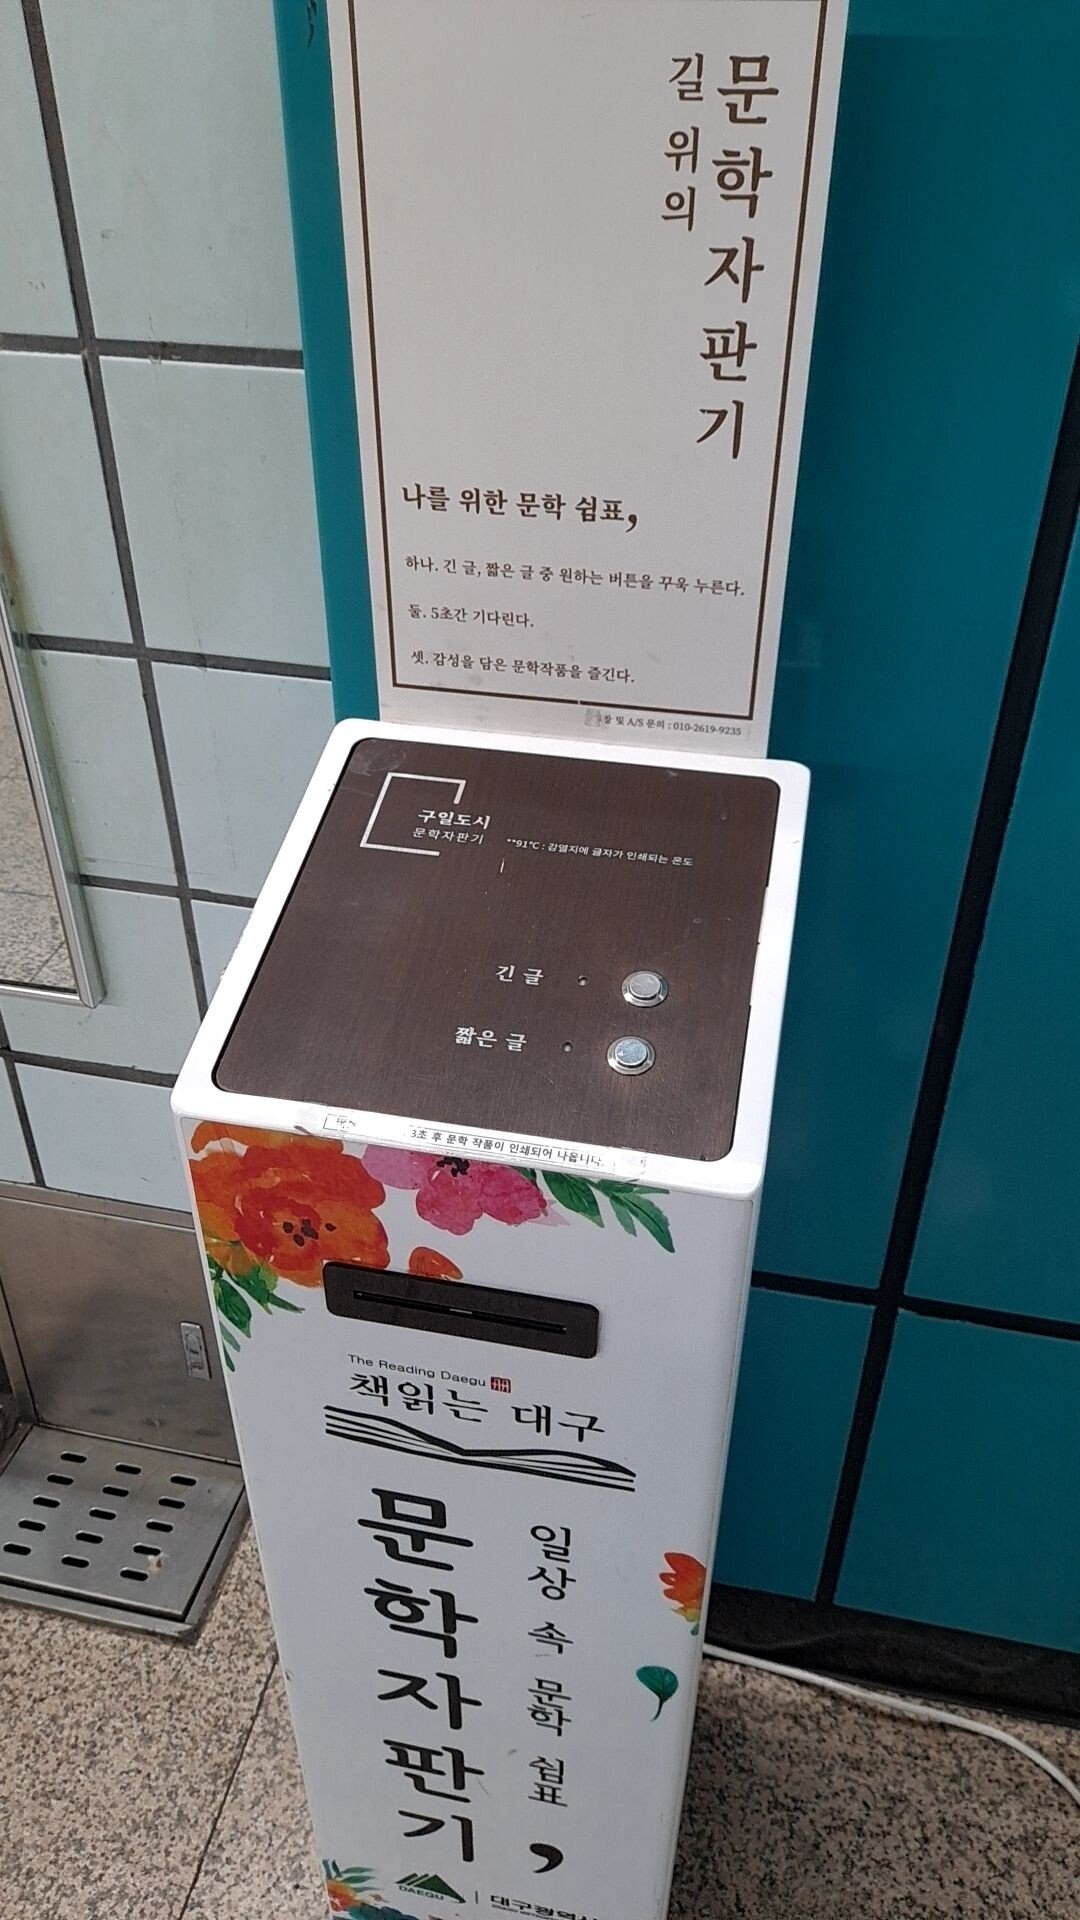 길 위의
문학자판기
나를 위한 문학 쉼표,
하나. 긴 글, 짧은 글 중 원하는 버튼을 꾸욱 누른다.
둘. 5초간 기다린다.
셋. 감성을 담은 문학작품을 즐긴다.
장 및 A/S 문의 : 010-2619-9235
구일도시
문학자판기
**91℃ : 감열지에 글자가 인쇄되는 온도
긴 글
짧은 글
3초 후 문학 작품이 인쇄되어 나옵니다.
The Reading Daegu
책읽는 대구
문학자판기
일상 속 문학 쉼표,
DAEGU
대구광역시